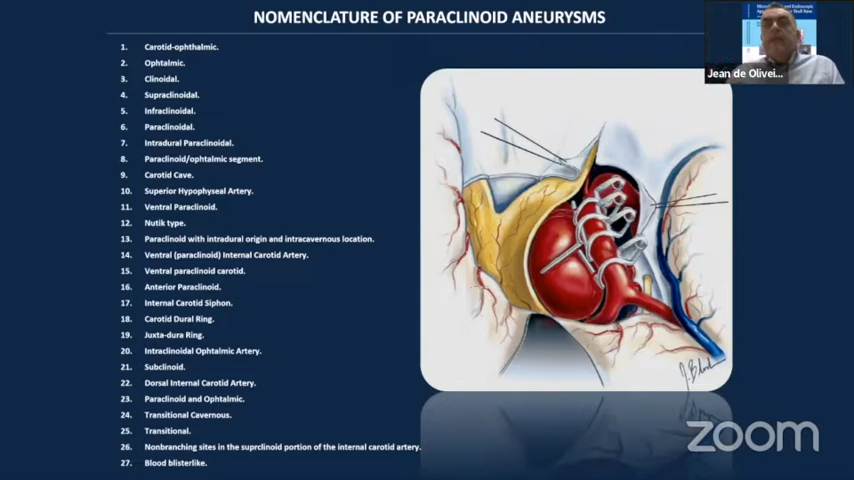 NOMENCLATURE OF PARACLINOID ANEURYSMS
1. Carotid-ophthalmic.
2. Ophtalmic.
3. Clinoidal.
4. Supraclinoidal.
5. Infraclinoidal.
6. Paraclinoidal.
7. Intradural Paraclinoidal.
8. Paraclinoid/ophtalmic segment.
9. Carotid Cave.
10. Superior Hypophyseal Artery.
11. Ventral Paraclinoid.
12. Nutik type.
13. Paraclinoid with intradural origin and intracavernous location.
14. Ventral (paraclinoid) Internal Carotid Artery.
15. Ventral paraclinoid carotid.
16. Anterior Paraclinoid.
17. Internal Carotid Siphon.
18. Carotid Dural Ring.
19. Juxta-dura Ring.
20. Intraclinoidal Ophtalmic Artery.
21. Subclinoid.
22. Dorsal Internal Carotid Artery.
23. Paraclinoid and Ophtalmic.
24. Transitional Cavernous.
25. Transitional.
26. Nonbranching sites in the suprclinoid portion of the internal carotid artery.
27. Blood blisterlike.
Jean de Olivei...
zoom